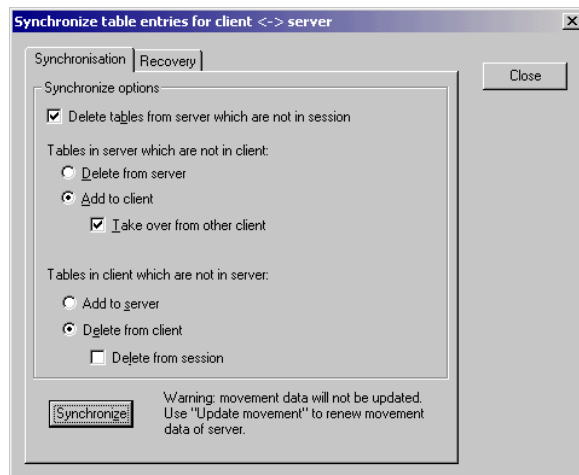 Synchronize table entries for client <-> server
Synchronisation
Recovery
Close
Synchronize options
Delete tables from server which are not in session
Tables in server which are not in client:
Delete from server
Add to client
Take over from other client
Tables in client which are not in server:
Add to server
Delete from client
Delete from session
Synchronize
Warning: movement data will not be updated.
Use "Update movement" to renew movement
data of server.